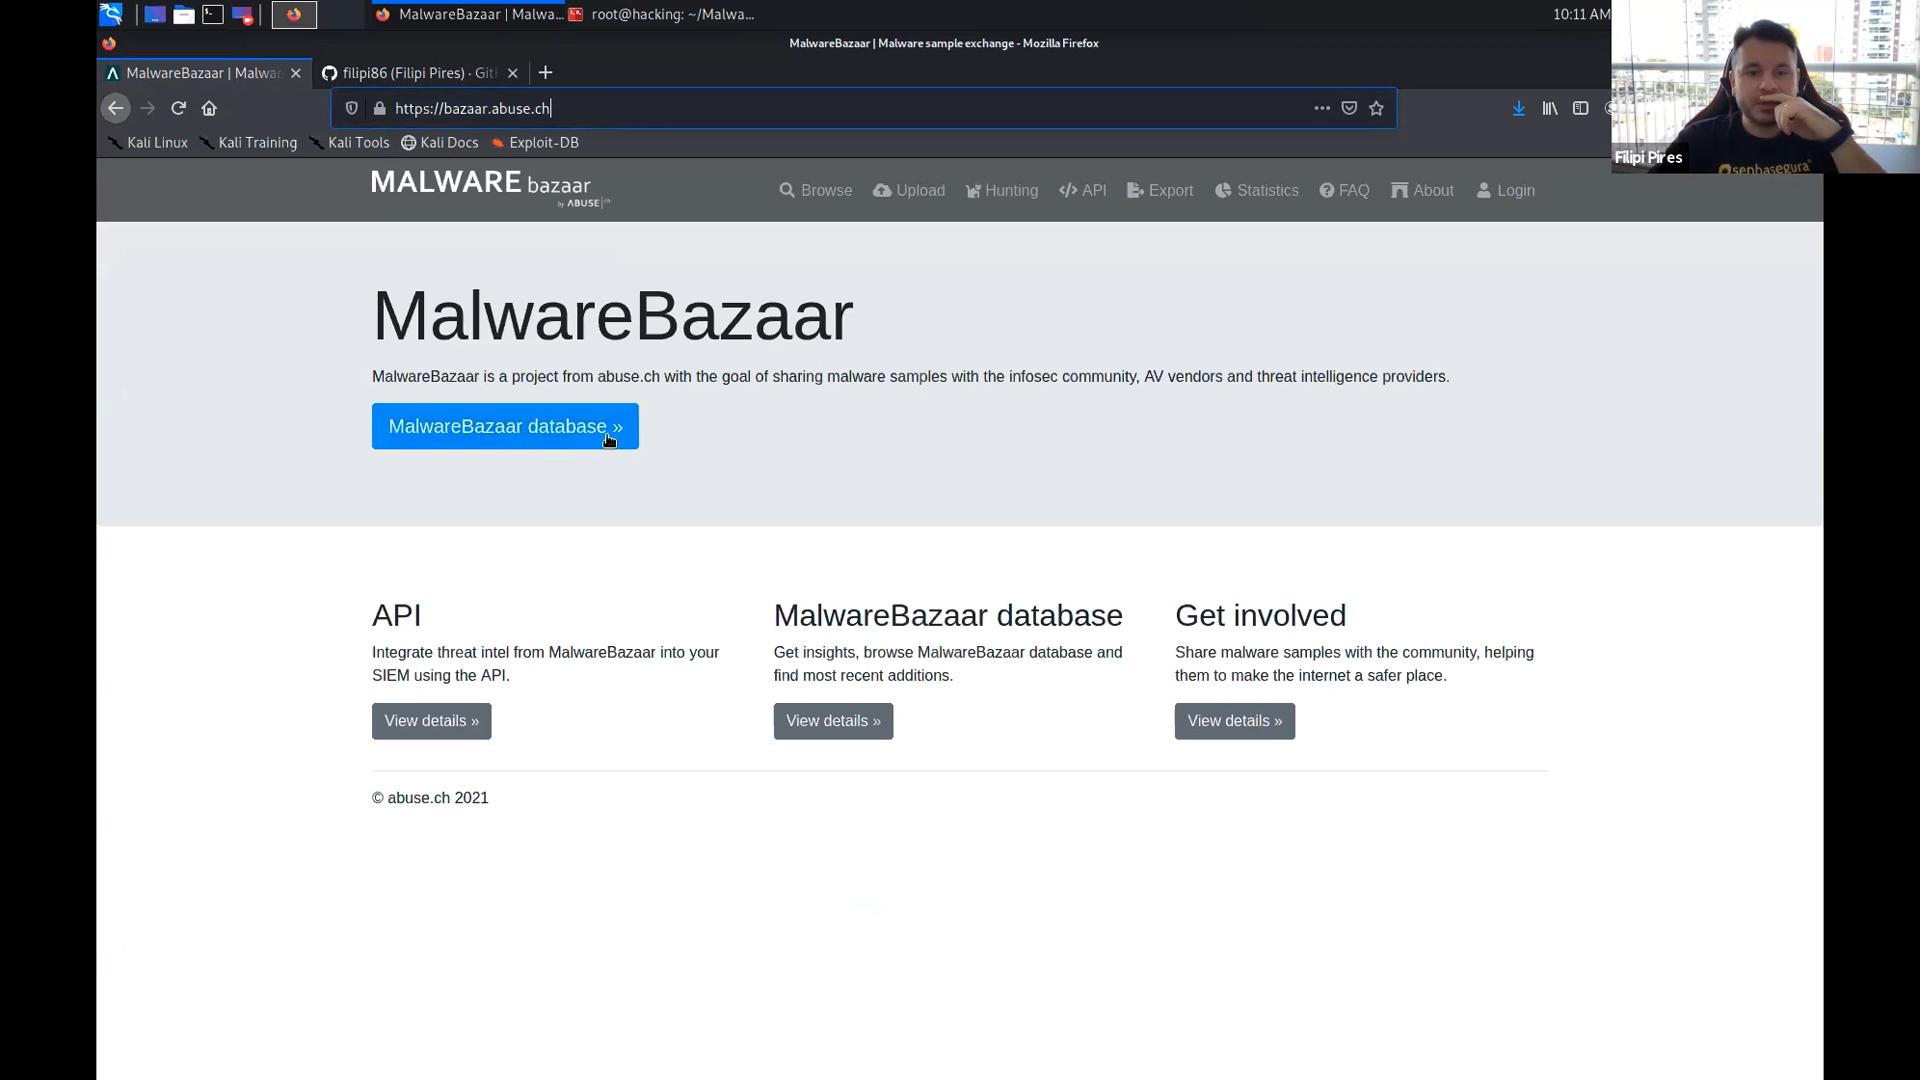 MalwareBazaar | Malwa...
root@hacking: ~/Malwa...
10:11 AM
MalwareBazaar | Malware sample exchange - Mozilla Firefox
MalwareBazaar | Malwa
filipi86 (Filipi Pires) · Git
https://bazaar.abuse.ch
Kali Linux
Kali Training
Kali Tools
Kali Docs
Exploit-DB
Filipi Pires
senhasegura
MALWARE bazaar
by ABUSE ch
Browse
Upload
Hunting
API
Export
Statistics
FAQ
About
Login
MalwareBazaar
MalwareBazaar is a project from abuse.ch with the goal of sharing malware samples with the infosec community, AV vendors and threat intelligence providers.
MalwareBazaar database »
API
Integrate threat intel from MalwareBazaar into your
SIEM using the API.
View details »
MalwareBazaar database
Get insights, browse MalwareBazaar database and
find most recent additions.
View details »
Get involved
Share malware samples with the community, helping
them to make the internet a safer place.
View details »
© abuse.ch 2021